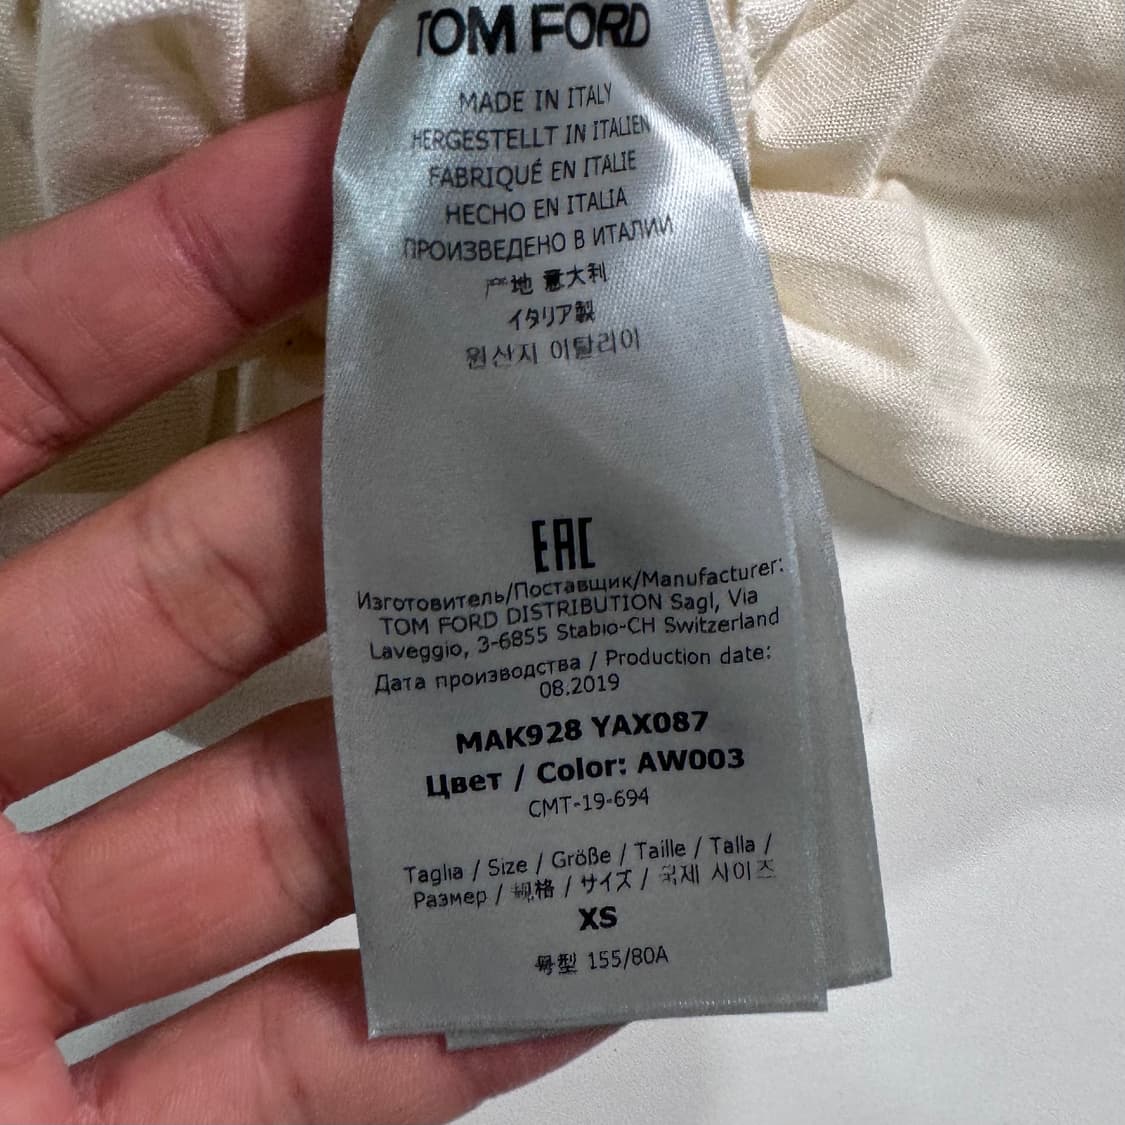 TOM FORD
MADE IN ITALY
HERGESTELLT IN ITALIEN
FABRIQUÉ EN ITALIE
HECHO EN ITALIA
ПРОИЗВЕДЕНО В ИТАЛИИ
产地 意大利
イタリア製
원산지 이탈리아
EAC
Изготовитель/Поставщик/Manufacturer:
TOM FORD DISTRIBUTION Sagl, Via
Laveggio, 3-6855 Stabio-CH Switzerland
Дата производства / Production date:
08.2019
MAK928 YAX087
Цвет / Color: AW003
CMT-19-694
Taglia / Size / Größe / Taille / Talla /
Размер / 规格 / サイズ / 국제 사이즈
XS
号型 155/80A